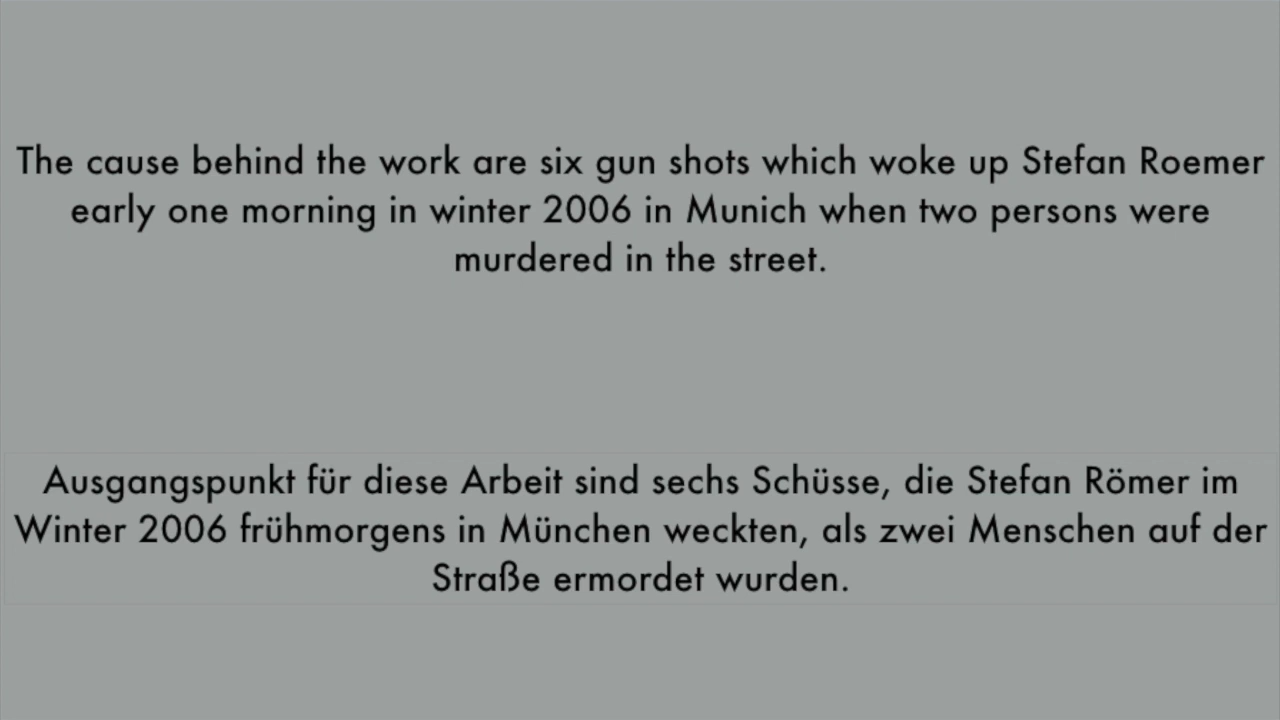 The cause behind the work are six gun shots which woke up Stefan Roemer
early one morning in winter 2006 in Munich when two persons were
murdered in the street.
Ausgangspunkt für diese Arbeit sind sechs Schüsse, die Stefan Römer im
Winter 2006 frühmorgens in München weckten, als zwei Menschen auf der
Straße ermordet wurden.